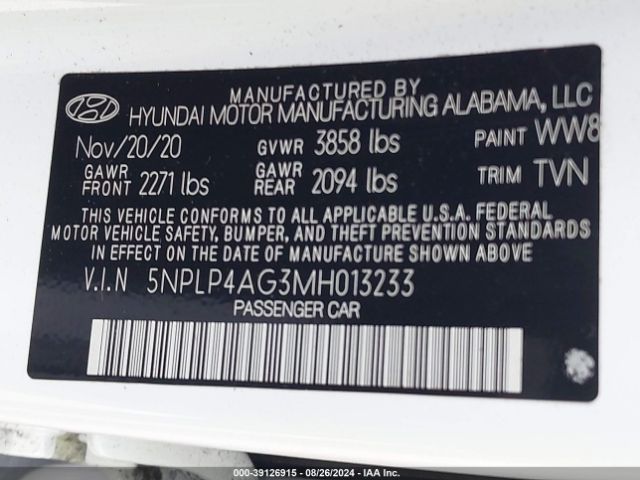 MANUFACTURED BY
HYUNDAI MOTOR MANUFACTURING ALABAMA, LLC
Nov/20/20 GVWR 3858 lbs PAINT WW8
GAWR FRONT 2271 lbs GAWR REAR 2094 lbs TRIM TVN
THIS VEHICLE CONFORMS TO ALL APPLICABLE U.S.A. FEDERAL
MOTOR VEHICLE SAFETY, BUMPER, AND THEFT PREVENTION STANDARDS
IN EFFECT ON THE DATE OF MANUFACTURE SHOWN ABOVE.
V.I.N 5NPLP4AG3MH013233
PASSENGER CAR
000-39126915 - 08/26/2024 - IAA Inc.